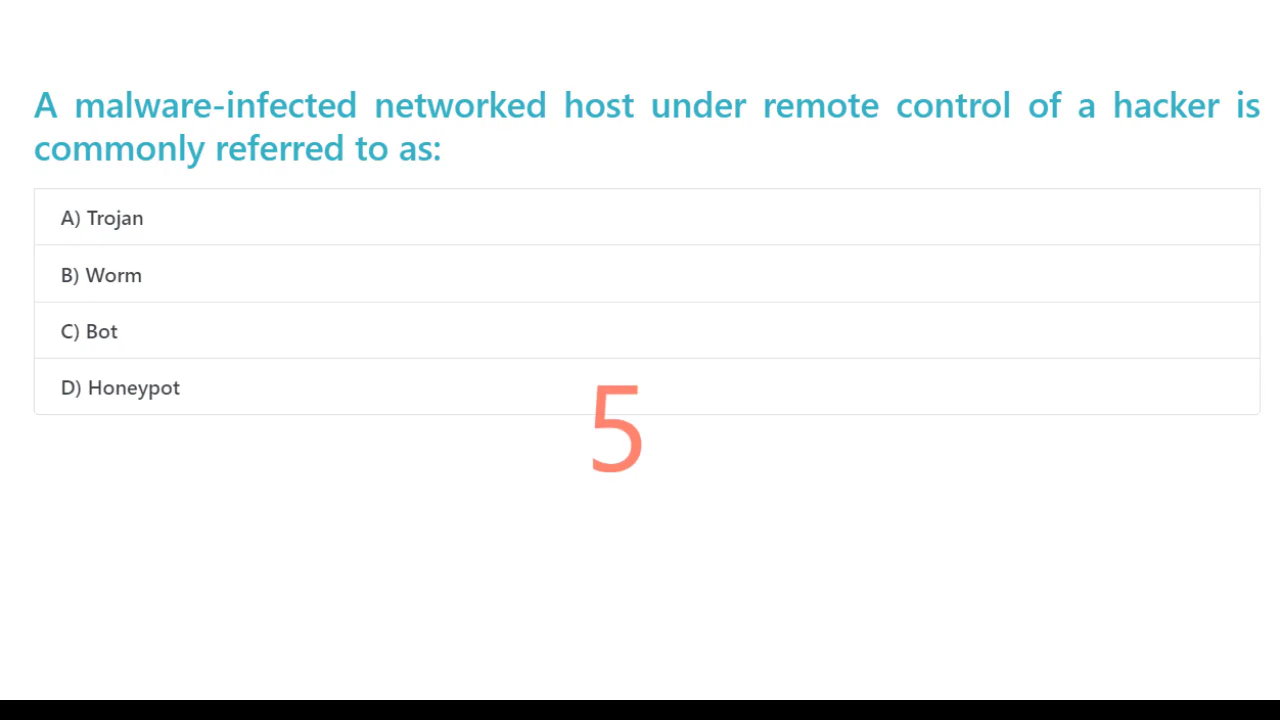 A malware-infected networked host under remote control of a hacker is
commonly referred to as:
A) Trojan
B) Worm
C) Bot
D) Honeypot
5